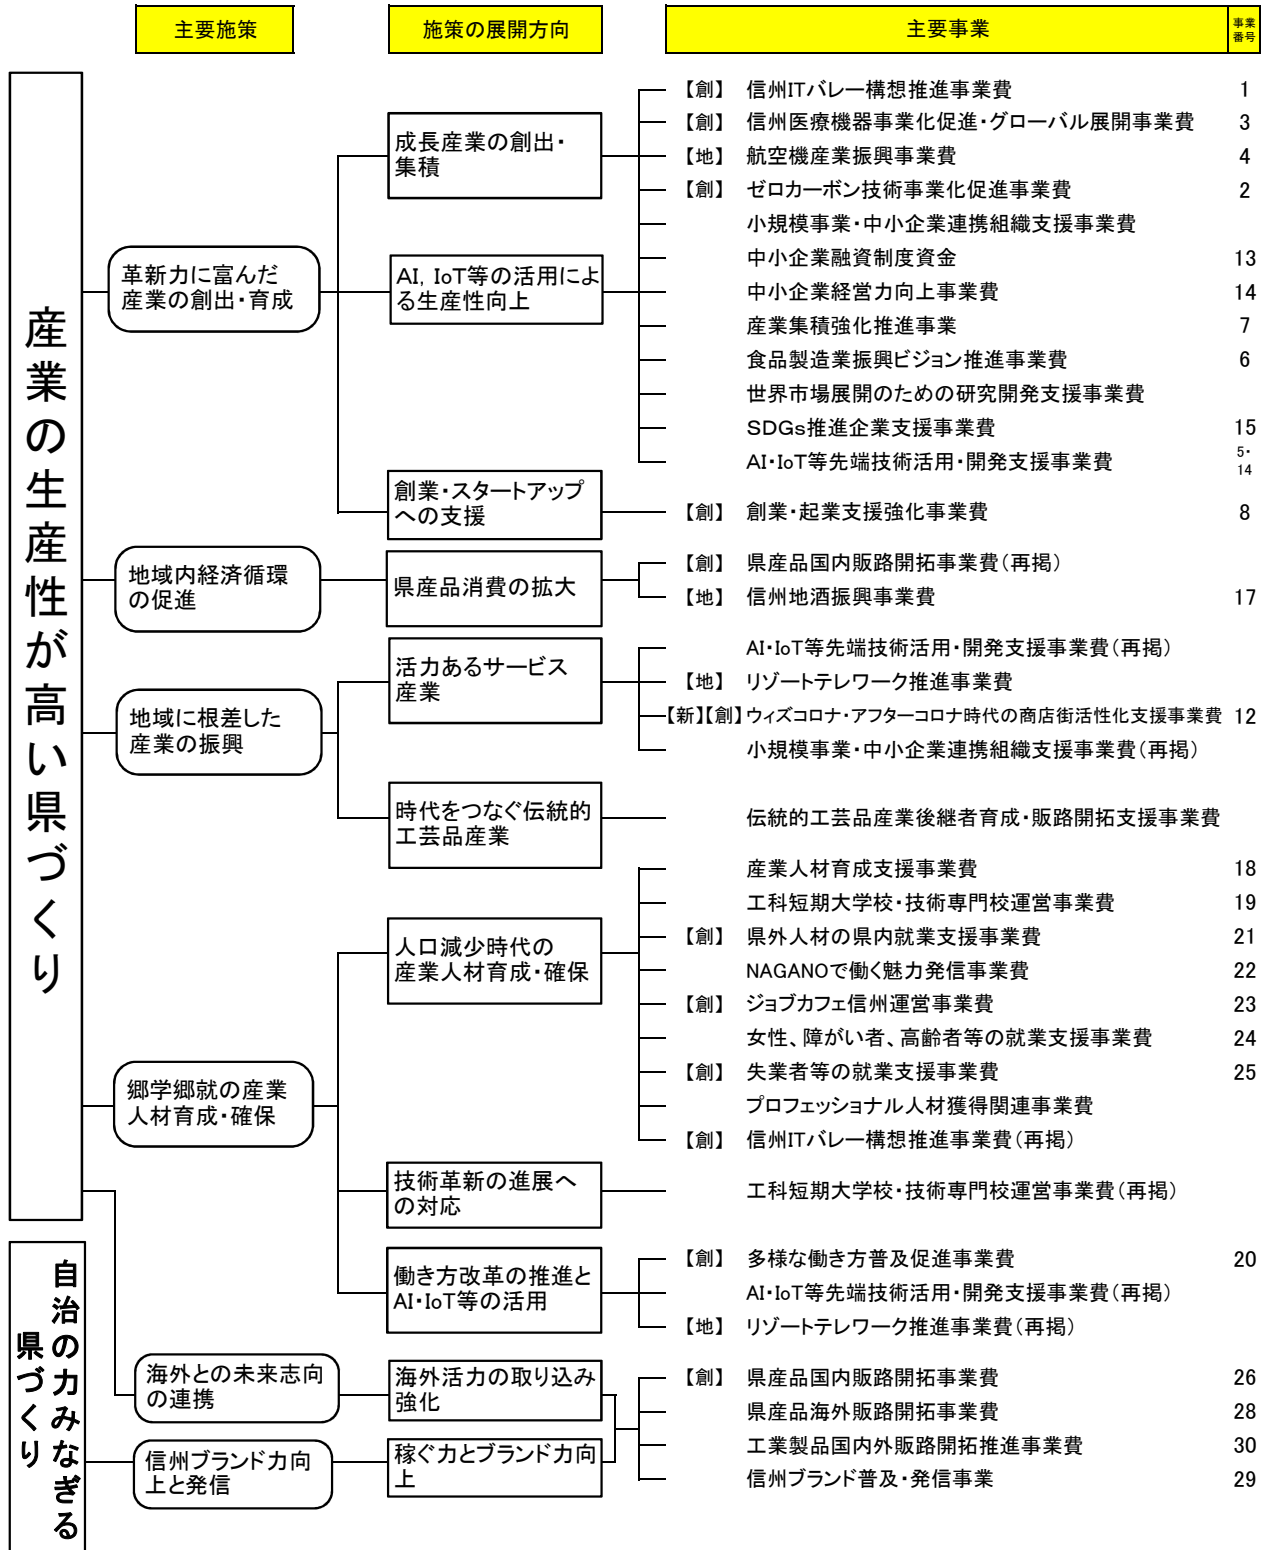 主要施策
施策の展開方向
主要事業
事業
番号
産業の生産性が高い県づくり
革新力に富んだ
産業の創出・育成
成長産業の創出・
集積
AI, IoT等の活用によ
る生産性向上
【創】 信州ITバレー構想推進事業費 1
【創】 信州医療機器事業化促進・グローバル展開事業費 3
【地】 航空機産業振興事業費 4
【創】 ゼロカーボン技術事業化促進事業費 2
小規模事業・中小企業連携組織支援事業費
中小企業融資制度資金 13
中小企業経営力向上事業費 14
産業集積強化推進事業 7
食品製造業振興ビジョン推進事業費 6
世界市場展開のための研究開発支援事業費
SDGs推進企業支援事業費 15
AI・IoT等先端技術活用・開発支援事業費 5・
14
創業・スタートアップ
への支援
【創】 創業・起業支援強化事業費 8
地域内経済循環
の促進
県産品消費の拡大
【創】 県産品国内販路開拓事業費(再掲)
【地】 信州地酒振興事業費 17
地域に根差した
産業の振興
活力あるサービス
産業
AI・IoT等先端技術活用・開発支援事業費(再掲)
【地】 リゾートテレワーク推進事業費
【新】【創】ウィズコロナ・アフターコロナ時代の商店街活性化支援事業費 12
小規模事業・中小企業連携組織支援事業費(再掲)
時代をつなぐ伝統的
工芸品産業
伝統的工芸品産業後継者育成・販路開拓支援事業費
郷学郷就の産業
人材育成・確保
人口減少時代の
産業人材育成・確保
産業人材育成支援事業費 18
工科短期大学校・技術専門校運営事業費 19
【創】 県外人材の県内就業支援事業費 21
NAGANOで働く魅力発信事業費 22
【創】 ジョブカフェ信州運営事業費 23
女性、障がい者、高齢者等の就業支援事業費 24
【創】 失業者等の就業支援事業費 25
プロフェッショナル人材獲得関連事業費
【創】 信州ITバレー構想推進事業費(再掲)
技術革新の進展へ
の対応
工科短期大学校・技術専門校運営事業費(再掲)
働き方改革の推進と
AI・IoT等の活用
【創】 多様な働き方普及促進事業費 20
AI・IoT等先端技術活用・開発支援事業費(再掲)
【地】 リゾートテレワーク推進事業費(再掲)
自治の力みなぎる
県づくり
海外との未来志向
の連携
海外活力の取り込み
強化
信州ブランド力向
上と発信
稼ぐ力とブランド力向
上
【創】 県産品国内販路開拓事業費 26
県産品海外販路開拓事業費 28
工業製品国内外販路開拓推進事業費 30
信州ブランド普及・発信事業 29